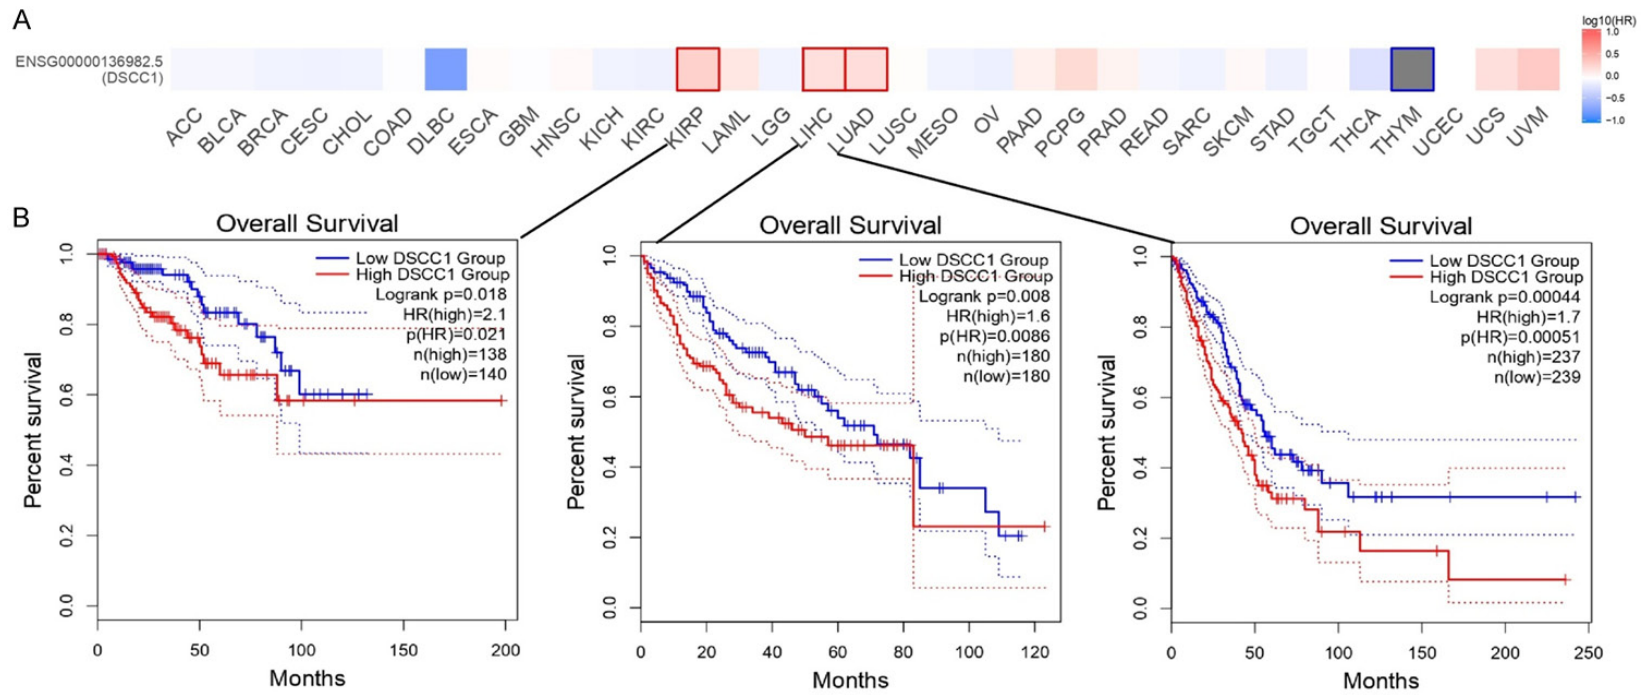 A
log10(HR)
ENSG00000136982.5
(DSCC1)
1.0
0.5
0.0
−0.5
−1.0
ACC
BLCA
BRCA
CESC
CHOL
COAD
DLBC
ESCA
GBM
HNSC
KICH
KIRC
KIRP
LAML
LGG
LIHC
LUAD
LUSC
MESO
OV
PAAD
PCPG
PRAD
READ
SARC
SKCM
STAD
TGCT
THCA
THYM
UCEC
UCS
UVM
B
Overall Survival
Low DSCC1 Group
High DSCC1 Group
Logrank p=0.018
HR(high)=2.1
p(HR)=0.021
n(high)=138
n(low)=140
Percent survival
1.0
0.8
0.6
0.4
0.2
0.0
0 50 100 150 200
Months
Overall Survival
Low DSCC1 Group
High DSCC1 Group
Logrank p=0.008
HR(high)=1.6
p(HR)=0.0086
n(high)=180
n(low)=180
Percent survival
1.0
0.8
0.6
0.4
0.2
0.0
0 20 40 60 80 100 120
Months
Overall Survival
Low DSCC1 Group
High DSCC1 Group
Logrank p=0.00044
HR(high)=1.7
p(HR)=0.00051
n(high)=237
n(low)=239
Percent survival
1.0
0.8
0.6
0.4
0.2
0.0
0 50 100 150 200 250
Months